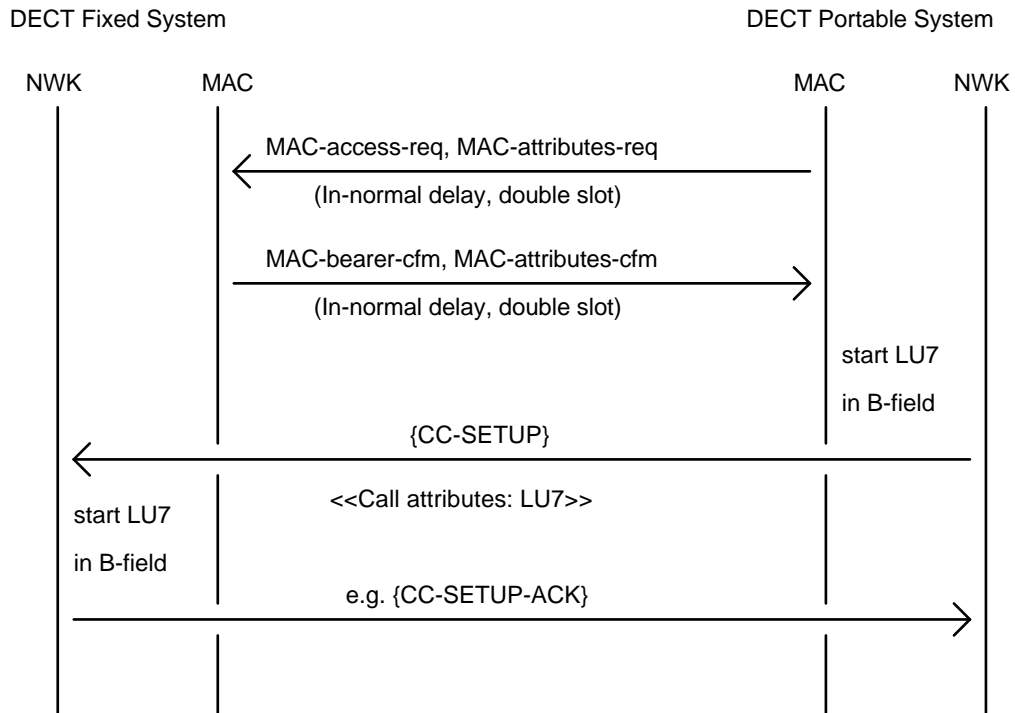 DECT Fixed System
DECT Portable System
NWK
MAC
MAC
NWK
MAC-access-req, MAC-attributes-req
(In-normal delay, double slot)
MAC-bearer-cfm, MAC-attributes-cfm
(In-normal delay, double slot)
start LU7
in B-field
{CC-SETUP}
<<Call attributes: LU7>>
start LU7
in B-field
e.g. {CC-SETUP-ACK}